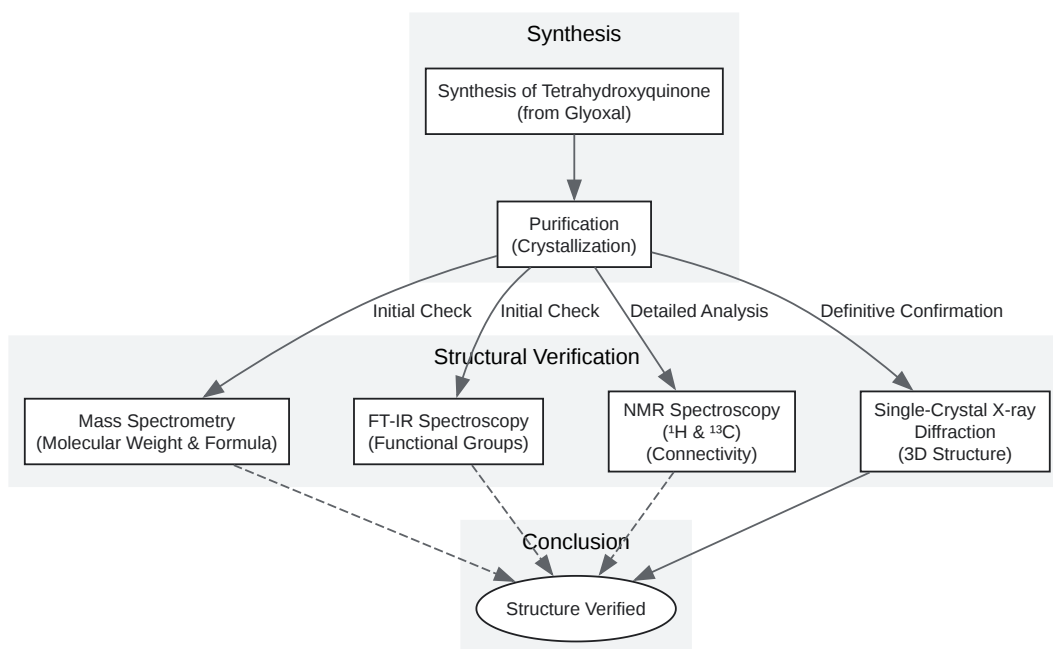 Synthesis
Synthesis of Tetrahydroxyquinone
(from Glyoxal)
Purification
(Crystallization)
Initial Check
Initial Check
Detailed Analysis
Definitive Confirmation
Structural Verification
Mass Spectrometry
(Molecular Weight & Formula)
FT-IR Spectroscopy
(Functional Groups)
NMR Spectroscopy
(¹H & ¹³C)
(Connectivity)
Single-Crystal X-ray
Diffraction
(3D Structure)
Conclusion
Structure Verified